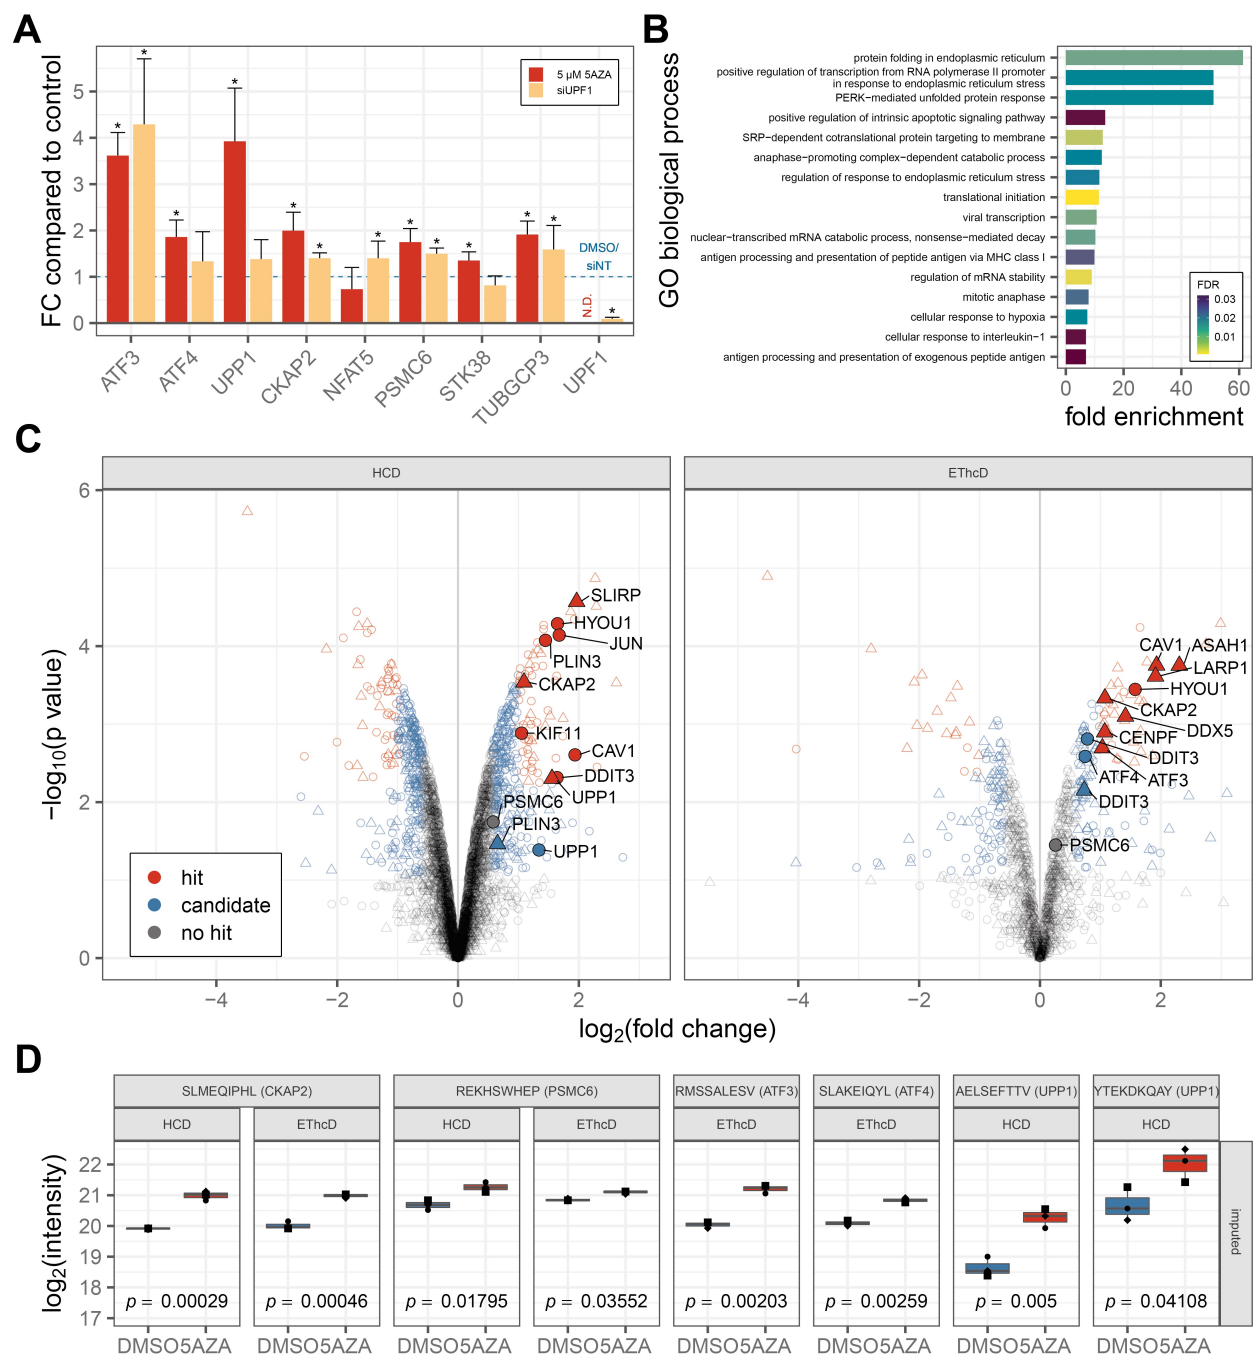 A
FC compared to control
5
4
3
2
1
0
* * * * * * * * * * * * *
5 µM 5AZA
siUPF1
DMSO/
siNT
N.D.
ATF3
ATF4
UPP1
CKAP2
NFAT5
PSMC6
STK38
TUBGCP3
UPF1
B
GO biological process
protein folding in endoplasmic reticulum
positive regulation of transcription from RNA polymerase II promoter
in response to endoplasmic reticulum stress
PERK−mediated unfolded protein response
positive regulation of intrinsic apoptotic signaling pathway
SRP−dependent cotranslational protein targeting to membrane
anaphase−promoting complex−dependent catabolic process
regulation of response to endoplasmic reticulum stress
translational initiation
viral transcription
nuclear−transcribed mRNA catabolic process, nonsense−mediated decay
antigen processing and presentation of peptide antigen via MHC class I
regulation of mRNA stability
mitotic anaphase
cellular response to hypoxia
cellular response to interleukin−1
antigen processing and presentation of exogenous peptide antigen
FDR
0.03
0.02
0.01
0 20 40 60
fold enrichment
C
HCD
EThcD
−log10(p value)
6
4
2
0
SLIRP
HYOU1
JUN
PLIN3
CKAP2
KIF11
CAV1
DDIT3
UPP1
PSMC6
PLIN3
UPP1
hit
candidate
no hit
CAV1
ASAH1
LARP1
HYOU1
CKAP2
DDX5
CENPF
DDIT3
ATF4
ATF3
DDIT3
PSMC6
−4 −2 0 2
−4 −2 0 2
log2(fold change)
D
SLMEQIPHL (CKAP2)
REKHSWHEP (PSMC6)
RMSSALESV (ATF3)
SLAKEIQYL (ATF4)
AELSEFTTV (UPP1)
YTEKDKQAY (UPP1)
HCD
EThcD
HCD
EThcD
EThcD
EThcD
HCD
HCD
log2(intensity)
22
21
20
19
18
17
imputed
p = 0.00029
p = 0.00046
p = 0.01795
p = 0.03552
p = 0.00203
p = 0.00259
p = 0.005
p = 0.04108
DMSO5AZA
DMSO5AZA
DMSO5AZA
DMSO5AZA
DMSO5AZA
DMSO5AZA
DMSO5AZA
DMSO5AZA